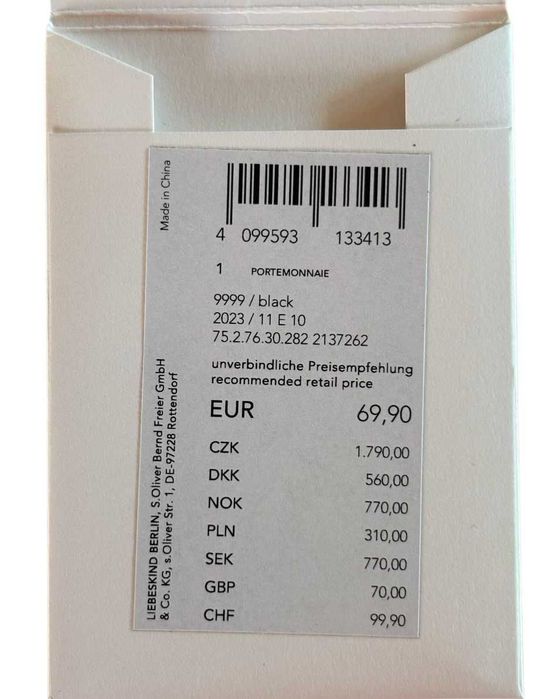 Made in China
4 099593 133413
1 PORTEMONNAIE
9999 / black
2023 / 11 E 10
75.2.76.30.282 2137262
unverbindliche Preisempfehlung
recommended retail price
EUR 69,90
CZK 1.790,00
DKK 560,00
NOK 770,00
PLN 310,00
SEK 770,00
GBP 70,00
CHF 99,90
LIEBESKIND BERLIN, S.Oliver Bernd Freier GmbH
& Co. KG, s.Oliver Str. 1, DE-97228 Rottendorf